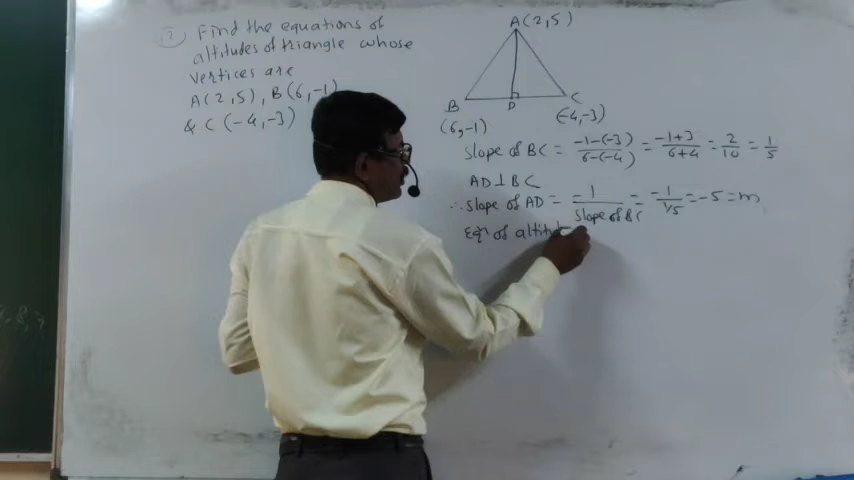 ② Find the equations of
altitudes of triangle whose
vertices are
A(2,5), B(6,-1)
& C(-4,-3)
A(2,5)
B
D
C
(6,-1)
(-4,-3)
slope of BC = -1-(-3)/6-(-4) = -1+3/6+4 = 2/10 = 1/5
AD⊥BC
∴ slope of AD = -1/slope of BC = -1/1/5 = -5 = m
Eqn of altitu